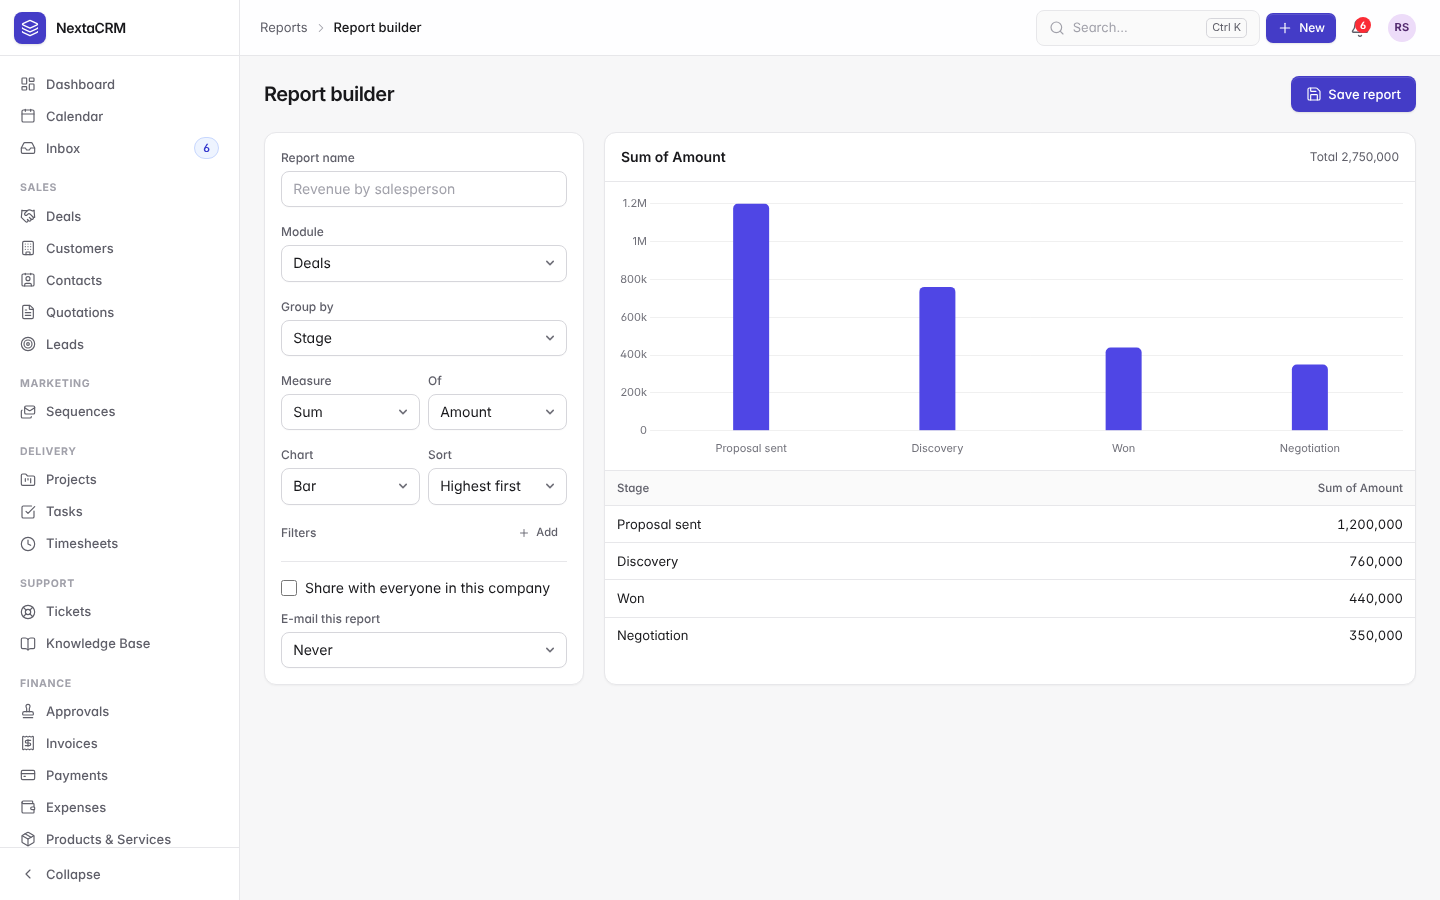 NextaCRM
Reports > Report builder
Search...
Ctrl K
New
6
RS
Dashboard
Calendar
Inbox
6
SALES
Deals
Customers
Contacts
Quotations
Leads
MARKETING
Sequences
DELIVERY
Projects
Tasks
Timesheets
SUPPORT
Tickets
Knowledge Base
FINANCE
Approvals
Invoices
Payments
Expenses
Products & Services
Collapse
Report builder
Save report
Report name
Revenue by salesperson
Module
Deals
Group by
Stage
Measure Of
Sum Amount
Chart Sort
Bar Highest first
Filters + Add
Share with everyone in this company
E-mail this report
Never
Sum of Amount Total 2,750,000
1.2M
1M
800k
600k
400k
200k
0
Proposal sent Discovery Won Negotiation
Stage Sum of Amount
Proposal sent 1,200,000
Discovery 760,000
Won 440,000
Negotiation 350,000